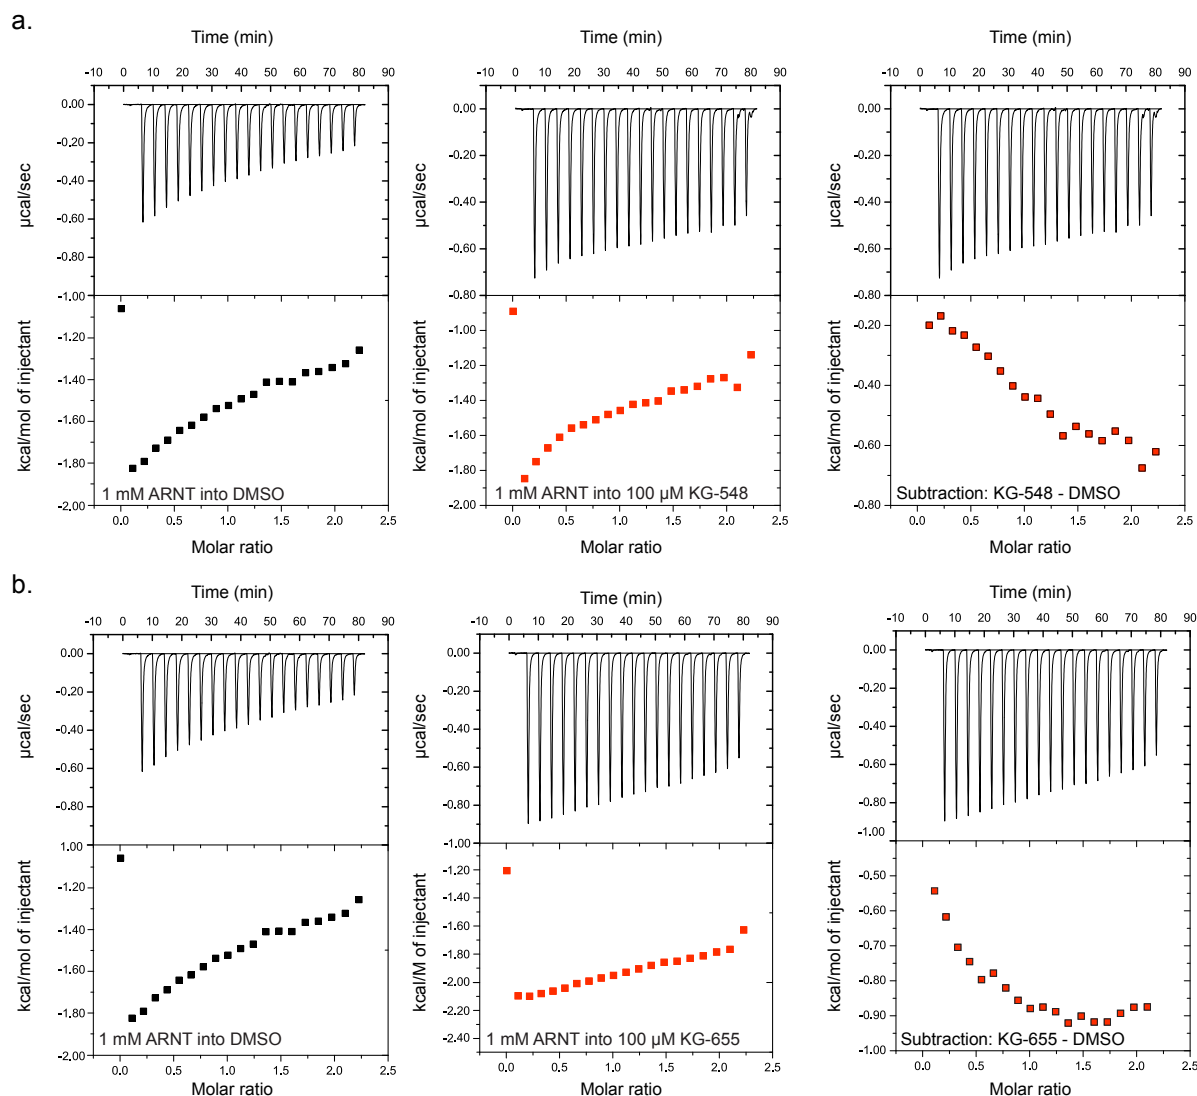 a.
Time (min)
-10 0 10 20 30 40 50 60 70 80 90
0.00
-0.20
-0.40
-0.60
-0.80
-1.00
µcal/sec
-1.20
-1.40
-1.60
-1.80
-2.00
kcal/mol of injectant
1 mM ARNT into DMSO
0.0 0.5 1.0 1.5 2.0 2.5
Molar ratio
Time (min)
-10 0 10 20 30 40 50 60 70 80 90
0.00
-0.20
-0.40
-0.60
-0.80
µcal/sec
-1.00
-1.20
-1.40
-1.60
-1.80
-2.00
kcal/mol of injectant
1 mM ARNT into 100 µM KG-548
0.0 0.5 1.0 1.5 2.0 2.5
Molar ratio
Time (min)
-10 0 10 20 30 40 50 60 70 80 90
0.00
-0.20
-0.40
-0.60
-0.80
µcal/sec
-0.20
-0.40
-0.60
-0.80
kcal/mol of injectant
Subtraction: KG-548 - DMSO
0.0 0.5 1.0 1.5 2.0 2.5
Molar ratio
b.
Time (min)
-10 0 10 20 30 40 50 60 70 80 90
0.00
-0.20
-0.40
-0.60
-0.80
µcal/sec
1.00
-1.20
-1.40
-1.60
-1.80
-2.00
kcal/mol of injectant
1 mM ARNT into DMSO
0.0 0.5 1.0 1.5 2.0 2.5
Molar ratio
Time (min)
-10 0 10 20 30 40 50 60 70 80 90
0.00
-0.20
-0.40
-0.60
-0.80
-1.00
µcal/sec
-1.20
-1.40
-1.60
-1.80
-2.00
-2.10
-2.40
kcal/M of injectant
1 mM ARNT into 100 µM KG-655
0.0 0.5 1.0 1.5 2.0 2.5
Molar ratio
Time (min)
-10 0 10 20 30 40 50 60 70 80 90
0.00
-0.20
-0.40
-0.60
-0.80
-1.00
µcal/sec
-0.50
-0.60
-0.70
-0.80
-0.90
-1.00
kcal/mol of injectant
Subtraction: KG-655 - DMSO
0.0 0.5 1.0 1.5 2.0 2.5
Molar ratio